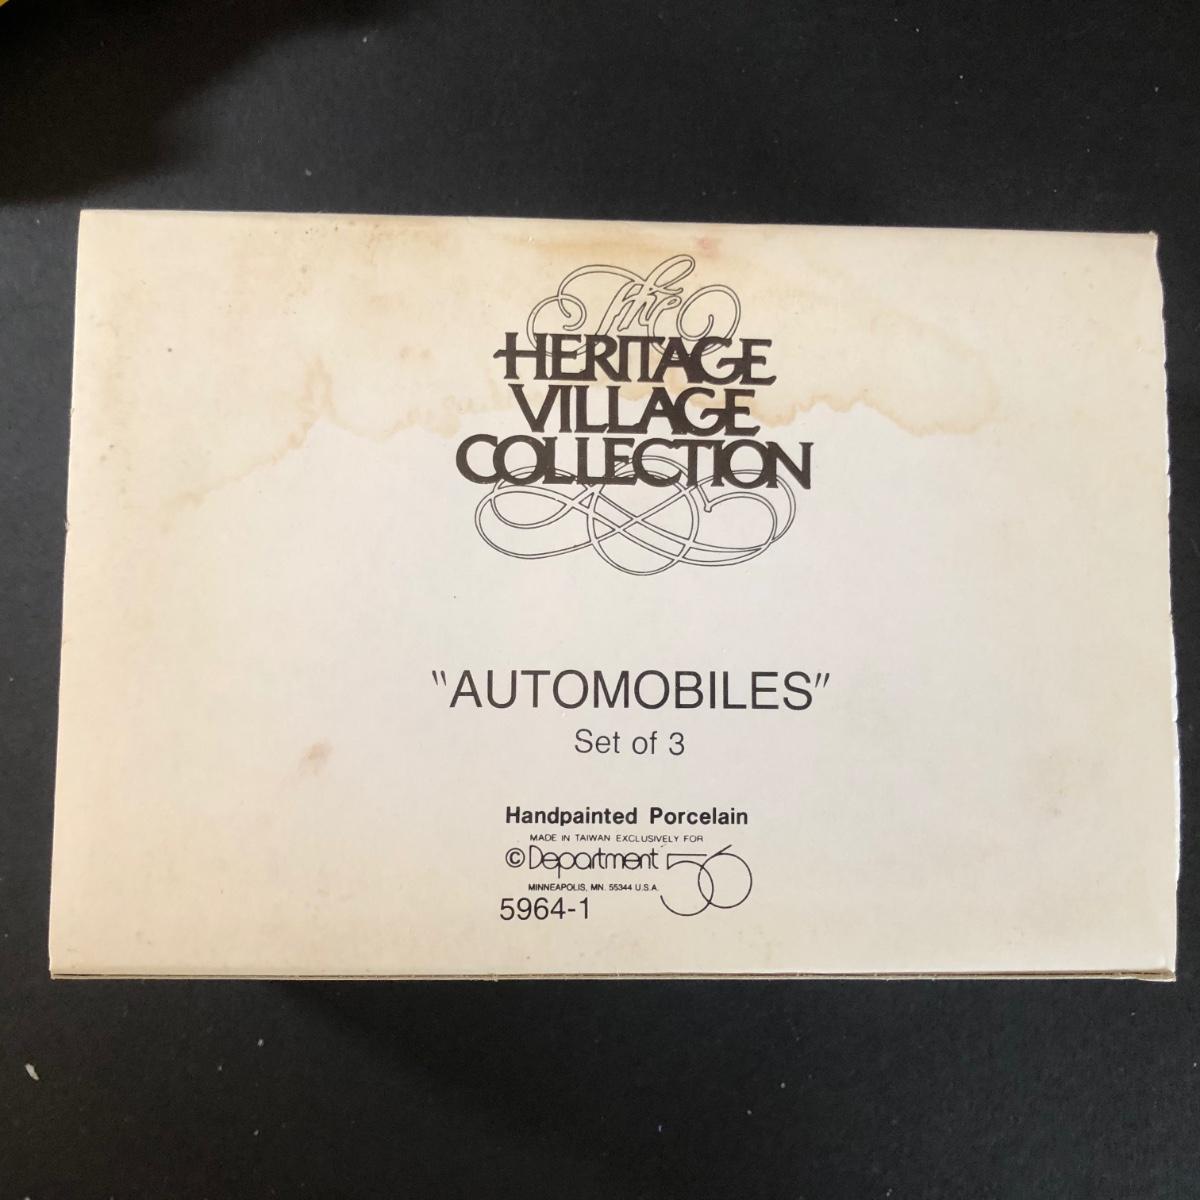 The
HERITAGE
VILLAGE
COLLECTION
"AUTOMOBILES"
Set of 3
Handpainted Porcelain
MADE IN TAIWAN EXCLUSIVELY FOR
©Department 56
MINNEAPOLIS, MN. 55344 U.S.A.
5964-1